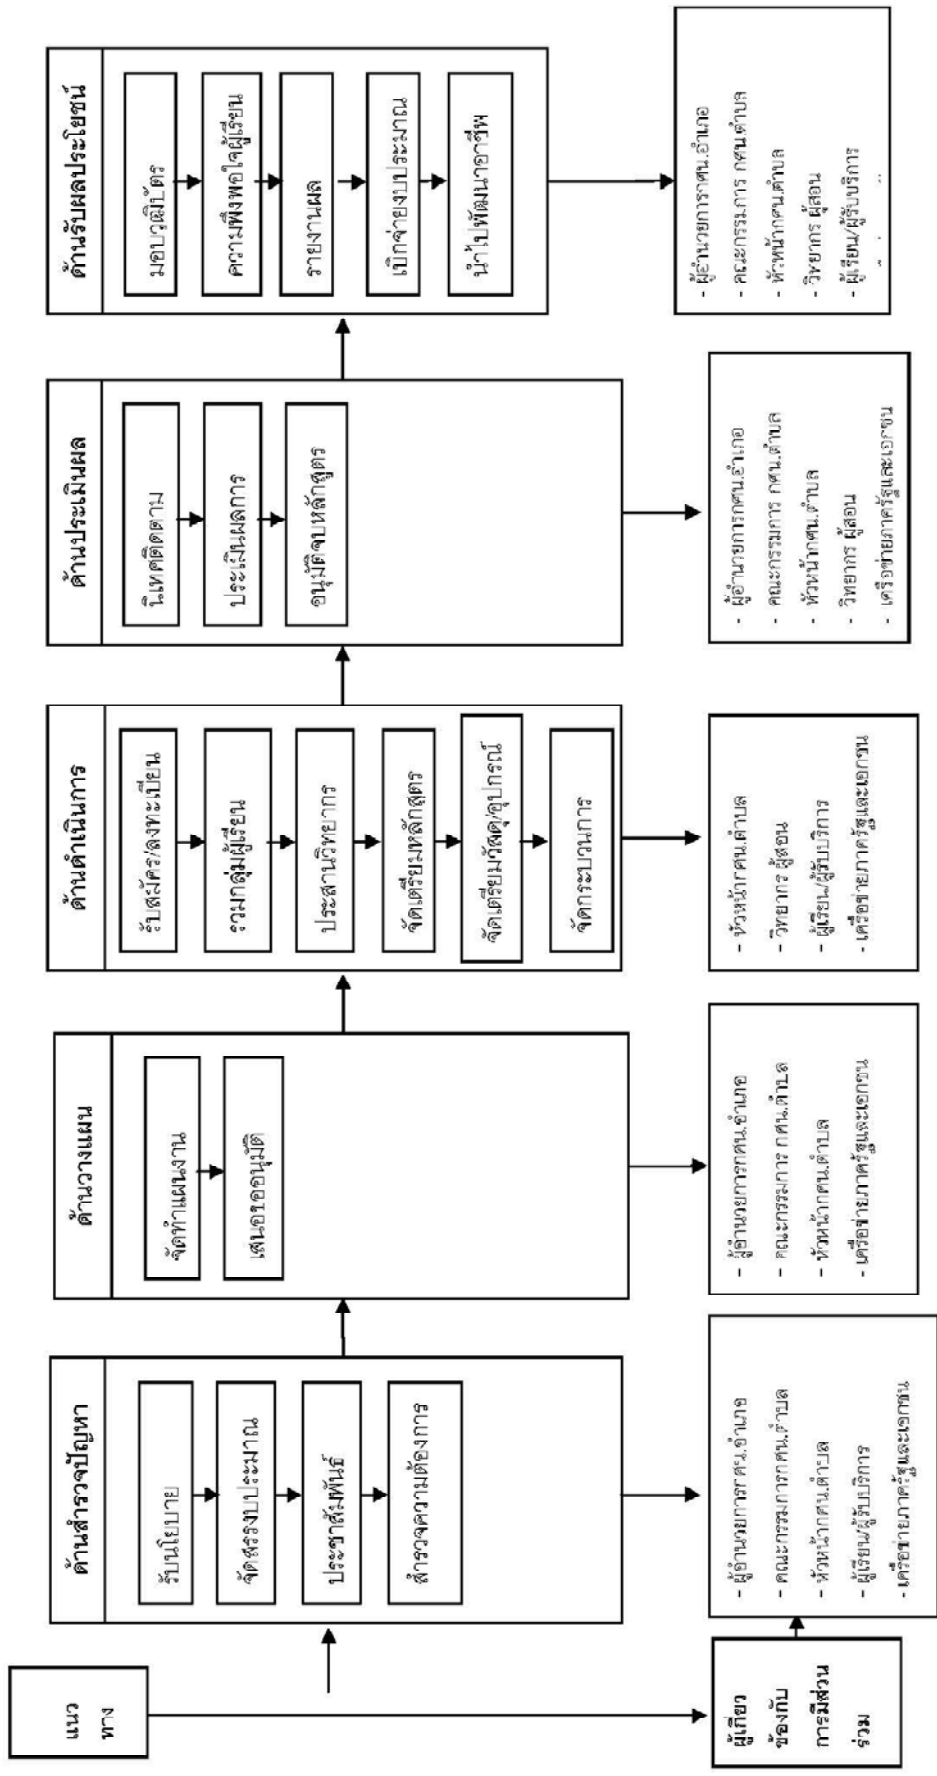 แนว
ทาง
ด้านสำรวจปัญหา
รับนโยบาย
จัดสรรงบประมาณ
ประชาสัมพันธ์
สำรวจความต้องการ
ด้านวางแผน
จัดทำแผนงาน
เสนอขออนุมัติ
ด้านดำเนินการ
รับสมัคร/ลงทะเบียน
รวมกลุ่มผู้เรียน
ประสานวิทยากร
จัดเตรียมหลักสูตร
จัดเตรียมวัสดุ/อุปกรณ์
จัดกระบวนการ
ด้านประเมินผล
นิเทศติดตาม
ประเมินผลการ
อนุมัติจบหลักสูตร
ด้านรับผลประโยชน์
มอบวุฒิบัตร
ความพึงพอใจผู้เรียน
รายงานผล
เบิกจ่ายงบประมาณ
นำไปพัฒนาอาชีพ
ผู้เกี่ยว
ข้องกับ
การมีส่วน
ร่วม
- ผู้อำนวยการกศน.อำเภอ
- คณะกรรมการกศน.ตำบล
- หัวหน้ากศน.ตำบล
- ผู้เรียน/ผู้รับบริการ
- เครือข่ายภาครัฐและเอกชน
- ผู้อำนวยการกศน.อำเภอ
- คณะกรรมการ กศน.ตำบล
- หัวหน้ากศน.ตำบล
- เครือข่ายภาครัฐและเอกชน
- หัวหน้ากศน.ตำบล
- วิทยากร ผู้สอน
- ผู้เรียน/ผู้รับบริการ
- เครือข่ายภาครัฐและเอกชน
- ผู้อำนวยการกศน.อำเภอ
- คณะกรรมการ กศน.ตำบล
- หัวหน้ากศน.ตำบล
- วิทยากร ผู้สอน
- เครือข่ายภาครัฐและเอกชน
- ผู้อำนวยการกศน.อำเภอ
- คณะกรรมการ กศน.ตำบล
- หัวหน้ากศน.ตำบล
- วิทยากร ผู้สอน
- ผู้เรียน/ผู้รับบริการ